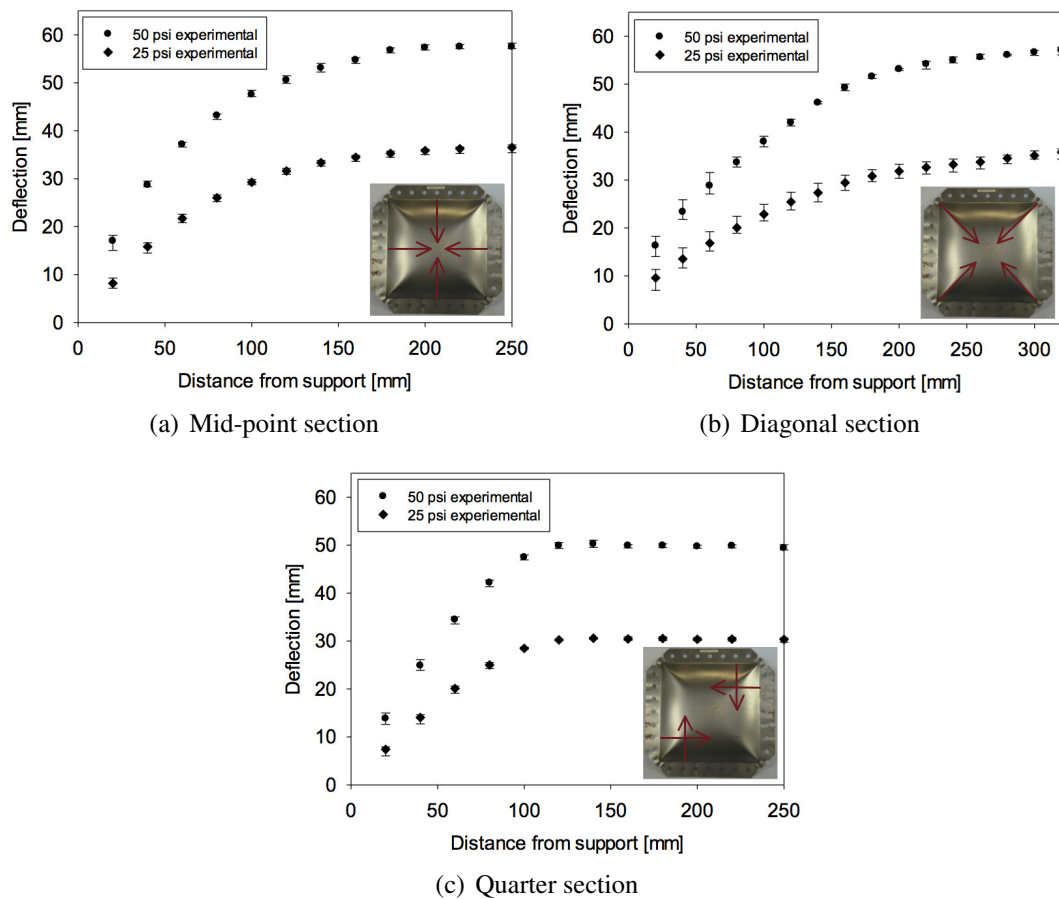 50 psi experimental
25 psi experimental
60
50
40
30
20
10
0
Deflection [mm]
0 50 100 150 200 250
Distance from support [mm]
(a) Mid-point section
50 psi experimental
25 psi experimental
60
50
40
30
20
10
0
Deflection [mm]
0 50 100 150 200 250 300
Distance from support [mm]
(b) Diagonal section
50 psi experimental
25 psi experiemental
60
50
40
30
20
10
0
Deflection [mm]
0 50 100 150 200 250
Distance from support [mm]
(c) Quarter section